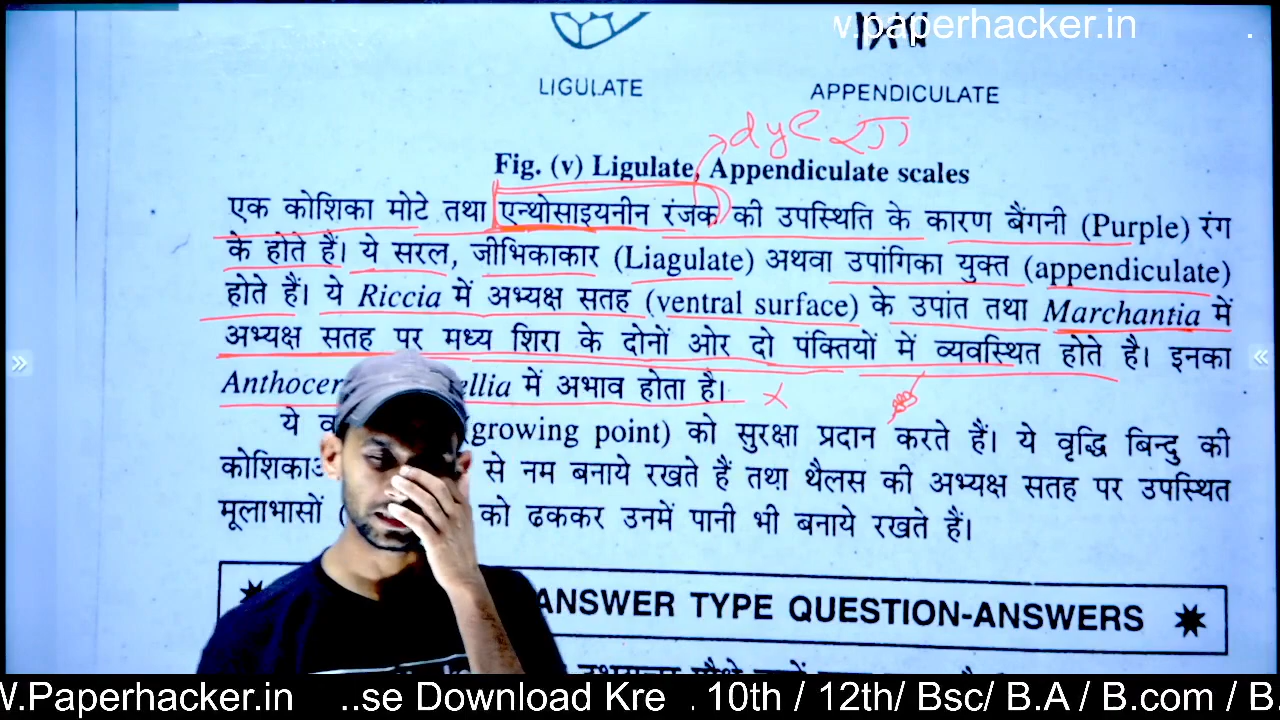 w.paperhacker.in
LIGULATE APPENDICULATE
dye रंग
Fig. (v) Ligulate, Appendiculate scales
एक कोशिका मोटे तथा एन्थोसाइयनीन रंजक की उपस्थिति के कारण बैंगनी (Purple) रंग
के होते हैं। ये सरल, जीभिकाकार (Liagulate) अथवा उपांगिका युक्त (appendiculate)
होते हैं। ये Riccia में अभ्यक्ष सतह (ventral surface) के उपांत तथा Marchantia में
अभ्यक्ष सतह पर मध्य शिरा के दोनों ओर दो पंक्तियों में व्यवस्थित होते है। इनका
में अभाव होता है।
ये (growing point) को सुरक्षा प्रदान करते हैं। ये वृद्धि बिन्दु की
से नम बनाये रखते हैं तथा थैलस की अभ्यक्ष सतह पर उपस्थित
मूलाभासों ( को ढककर उनमें पानी भी बनाये रखते हैं।
ANSWER TYPE QUESTION-ANSWERS
W.Paperhacker.in ..se Download Kre . 10th / 12th/ Bsc/ B.A / B.com / B.